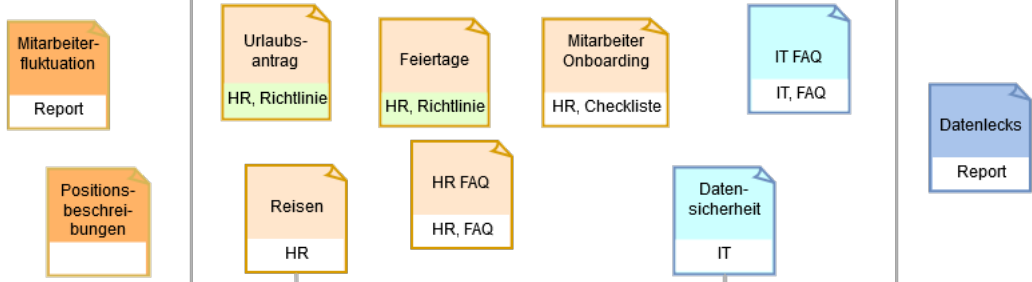 Mitarbeiter-
fluktuation
Report
Urlaubs-
antrag
HR, Richtlinie
Feiertage
HR, Richtlinie
Mitarbeiter
Onboarding
HR, Checkliste
IT FAQ
IT, FAQ
Datenlecks
Report
Positions-
beschrei-
bungen
Reisen
HR
HR FAQ
HR, FAQ
Daten-
sicherheit
IT